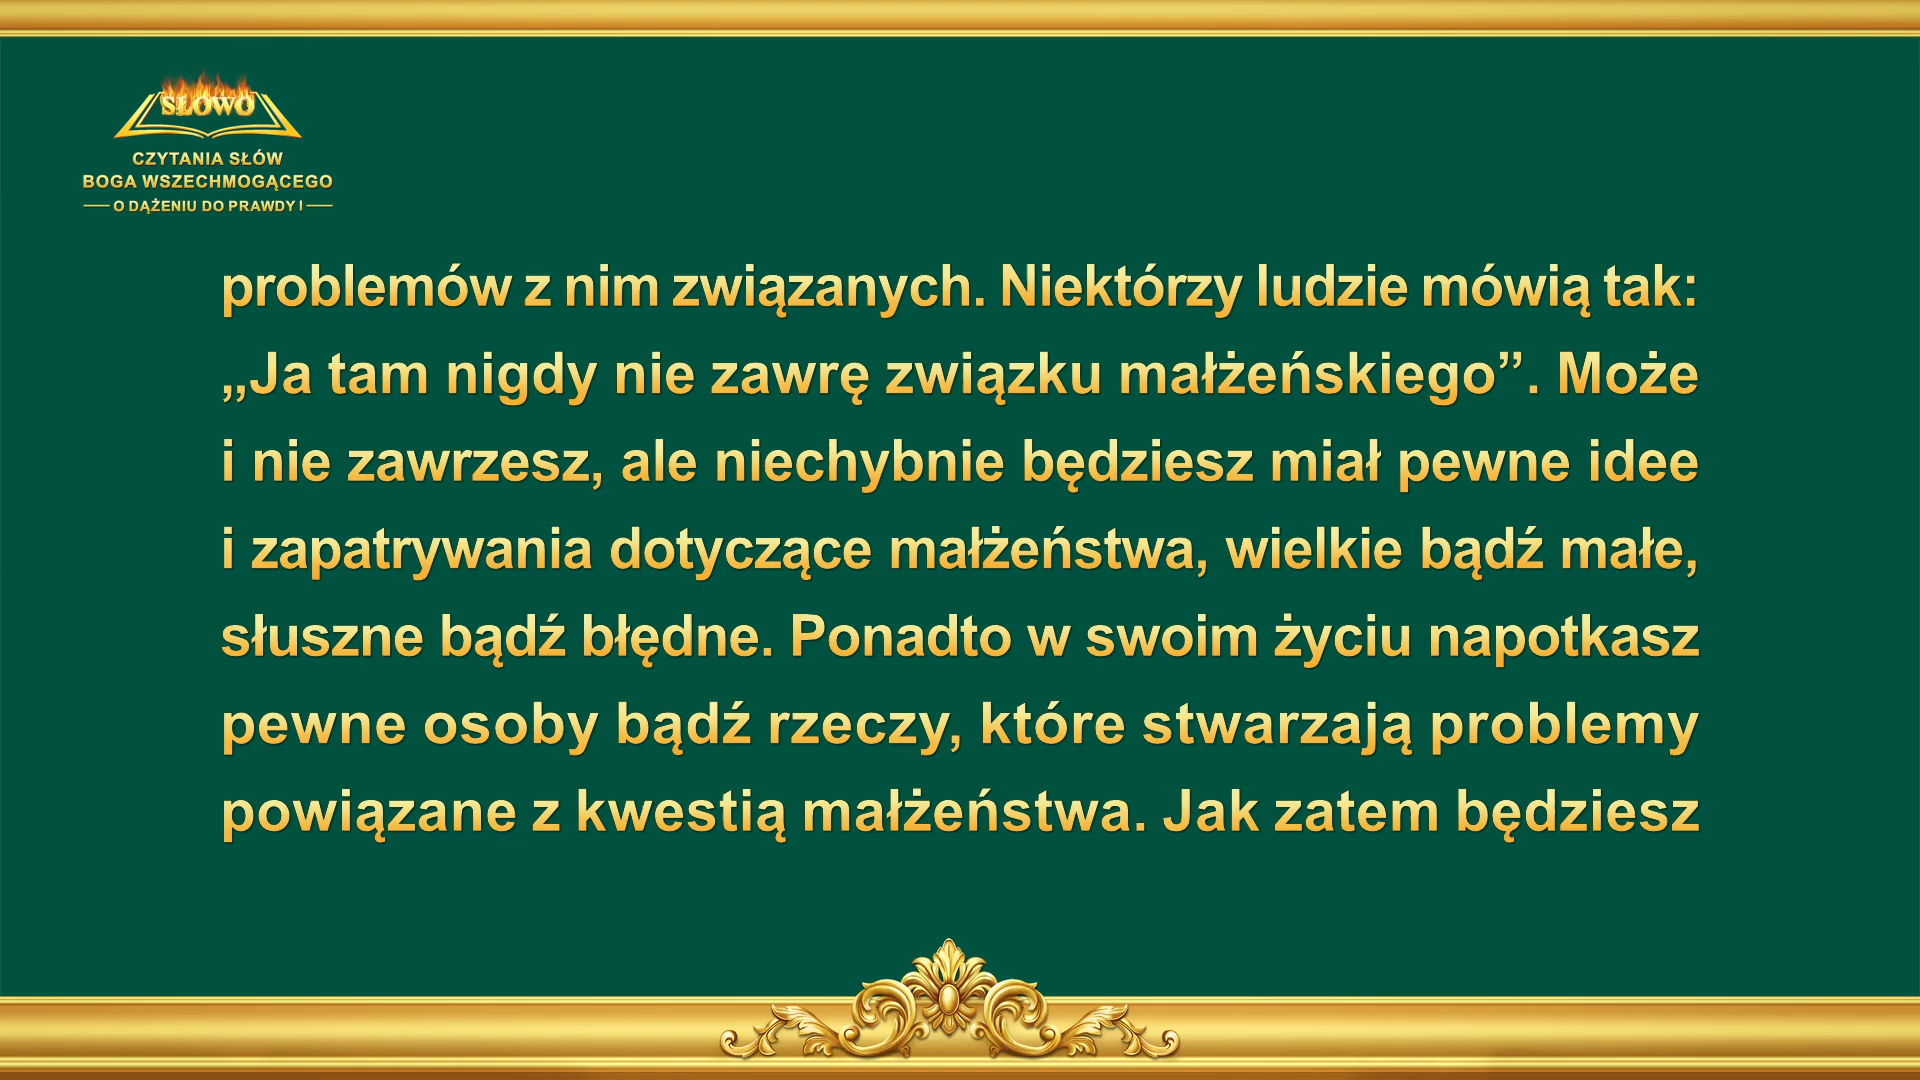 SŁOWO
CZYTANIA SŁÓW
BOGA WSZECHMOGĄCEGO
O DĄŻENIU DO PRAWDY I
problemów z nim związanych. Niektórzy ludzie mówią tak:
„Ja tam nigdy nie zawrę związku małżeńskiego”. Może
i nie zawrzesz, ale niechybnie będziesz miał pewne idee
i zapatrywania dotyczące małżeństwa, wielkie bądź małe,
słuszne bądź błędne. Ponadto w swoim życiu napotkasz
pewne osoby bądź rzeczy, które stwarzają problemy
powiązane z kwestią małżeństwa. Jak zatem będziesz